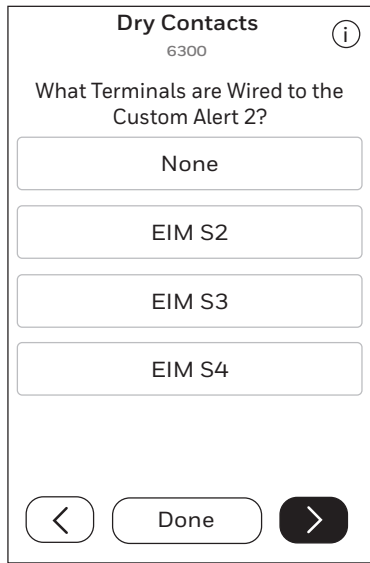 Dry Contacts
6300
What Terminals are Wired to the
Custom Alert 2?
None
EIM S2
EIM S3
EIM S4
Done